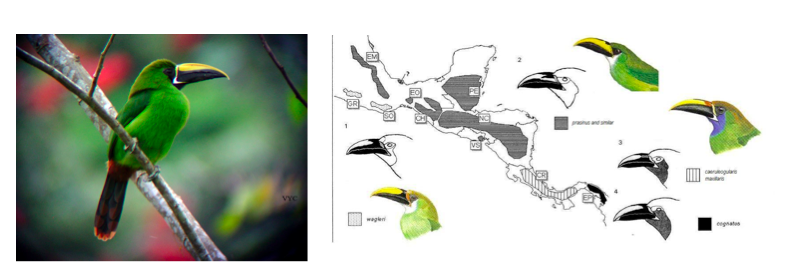 EM
2
?
EO
PE
GR
SO
CH
NC
prasinus and similar
1
VS
3
CR
caeruleogularis
maxillaris
4
EP
wagleri
cognatus